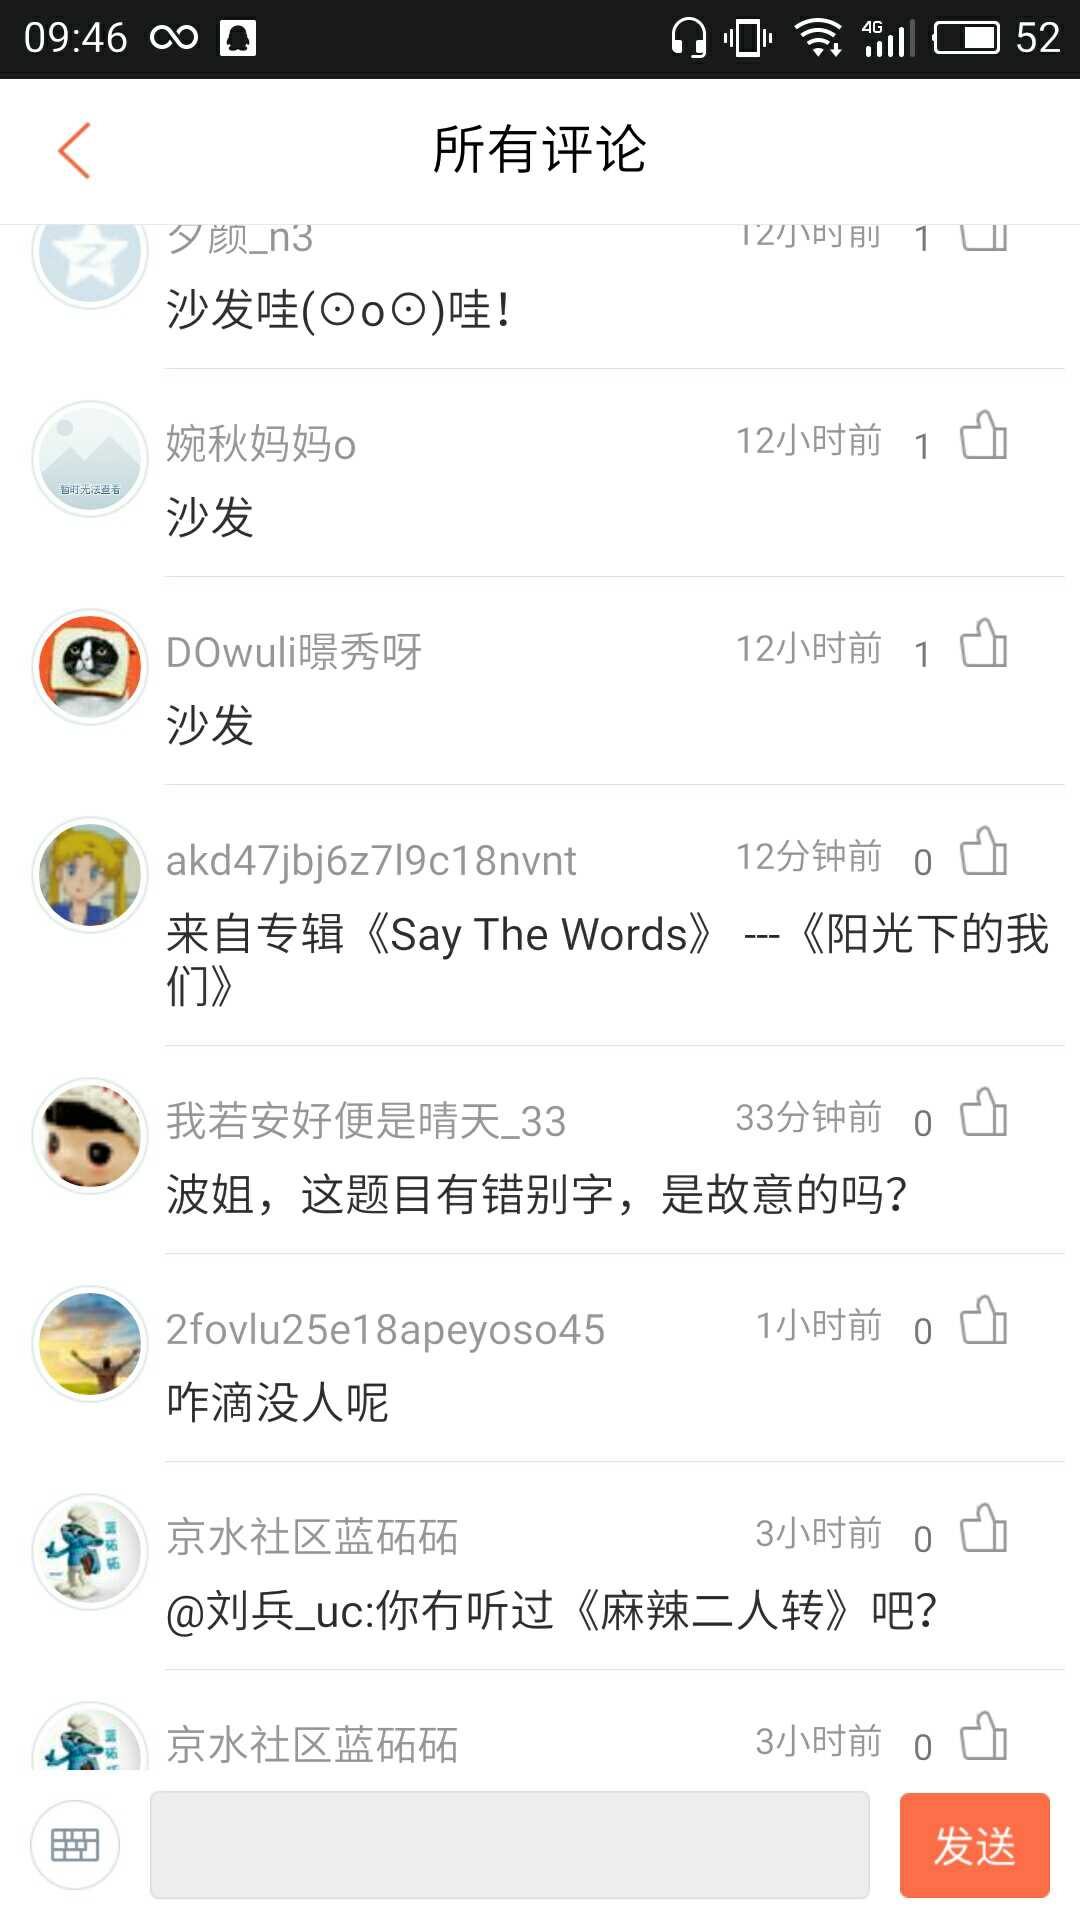 09:46
4G
52
所有评论
夕颜_n3 12小时前 1
沙发哇(⊙o⊙)哇!
暂时无法查看
婉秋妈妈o 12小时前 1
沙发
DOwuli暻秀呀 12小时前 1
沙发
akd47jbj6z7l9c18nvnt 12分钟前 0
来自专辑《Say The Words》 ---《阳光下的我
们》
我若安好便是晴天_33 33分钟前 0
波姐，这题目有错别字，是故意的吗？
2fovlu25e18apeyoso45 1小时前 0
咋滴没人呢
京水社区蓝砳砳 3小时前 0
@刘兵_uc:你冇听过《麻辣二人转》吧？
京水社区蓝砳砳 3小时前 0
发送